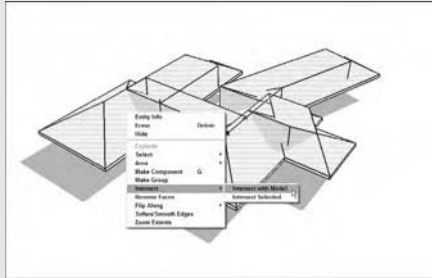 Entity Info
Erase Delete
Hide
Explode
Select
Area
Make Component G
Make Group
Intersect
Intersect with Model
Reverse Faces
Intersect Selected
Flip Along
Soften/Smooth Edges
Zoom Extents